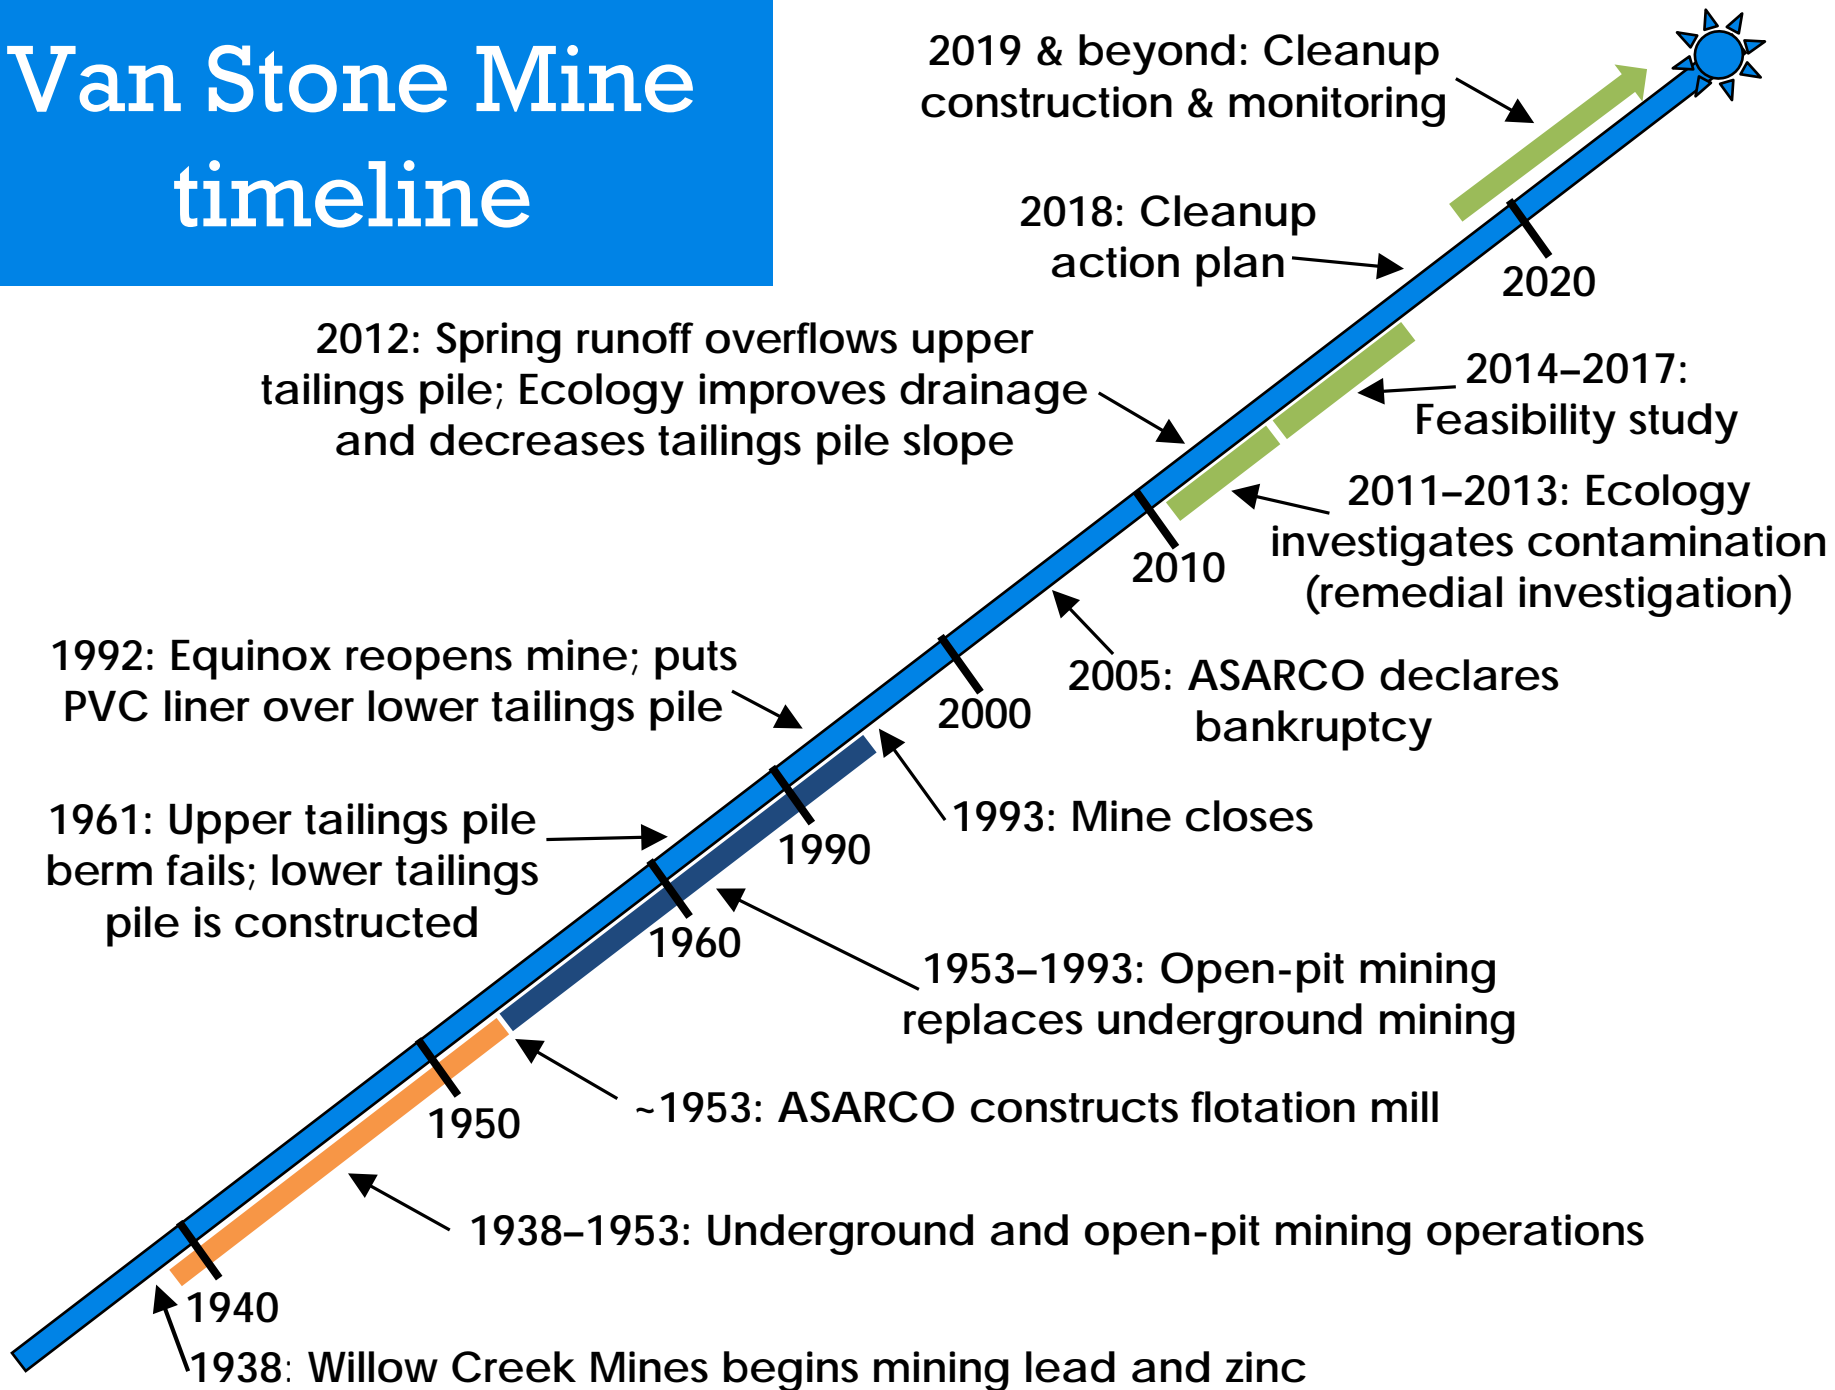 Van Stone Mine
timeline
2019 & beyond: Cleanup
construction & monitoring
2018: Cleanup
action plan
2020
2012: Spring runoff overflows upper
tailings pile; Ecology improves drainage
and decreases tailings pile slope
2014–2017:
Feasibility study
2011–2013: Ecology
investigates contamination
(remedial investigation)
2010
1992: Equinox reopens mine; puts
PVC liner over lower tailings pile
2005: ASARCO declares
bankruptcy
2000
1993: Mine closes
1961: Upper tailings pile
berm fails; lower tailings
pile is constructed
1990
1960
1953–1993: Open-pit mining
replaces underground mining
~1953: ASARCO constructs flotation mill
1950
1938–1953: Underground and open-pit mining operations
1940
1938: Willow Creek Mines begins mining lead and zinc